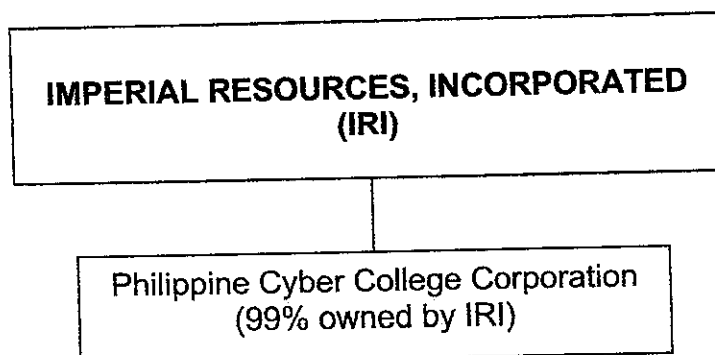 IMPERIAL RESOURCES, INCORPORATED
(IRI)
Philippine Cyber College Corporation
(99% owned by IRI)